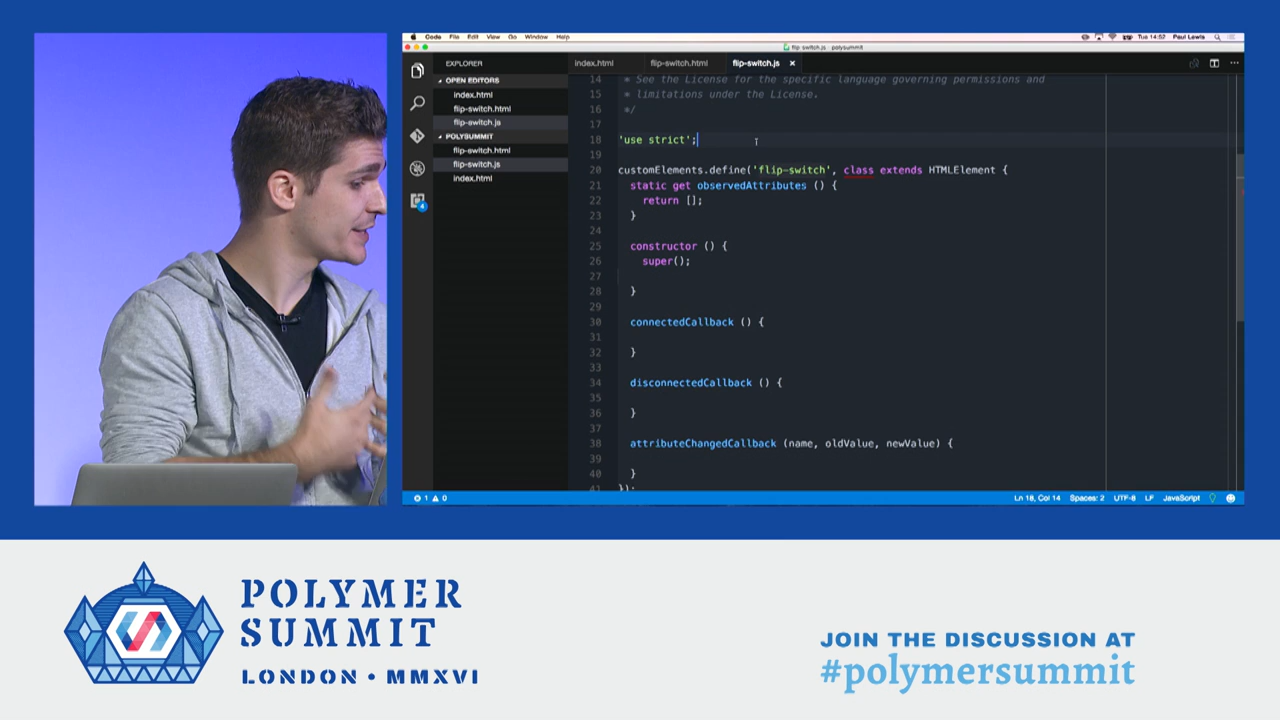 Code File Edit View Go Window Help
Tue 14:52 Paul Lewis
flip-switch.js polysummit
EXPLORER
OPEN EDITORS
index.html
flip-switch.html
flip-switch.js
POLYSUMMIT
flip-switch.html
flip-switch.js
index.html
4
index.html flip-switch.html flip-switch.js
14 * See the License for the specific language governing permissions and
15 * limitations under the License.
16 */
17
18 'use strict';
19
20 customElements.define('flip-switch', class extends HTMLElement {
21 static get observedAttributes () {
22 return [];
23 }
24
25 constructor () {
26 super();
27
28 }
29
30 connectedCallback () {
31
32 }
33
34 disconnectedCallback () {
35
36 }
37
38 attributeChangedCallback (name, oldValue, newValue) {
39
40 }
41 });
1 0
Ln 18, Col 14 Spaces: 2 UTF-8 LF JavaScript
POLYMER
SUMMIT
LONDON • MMXVI
JOIN THE DISCUSSION AT
#polymersummit